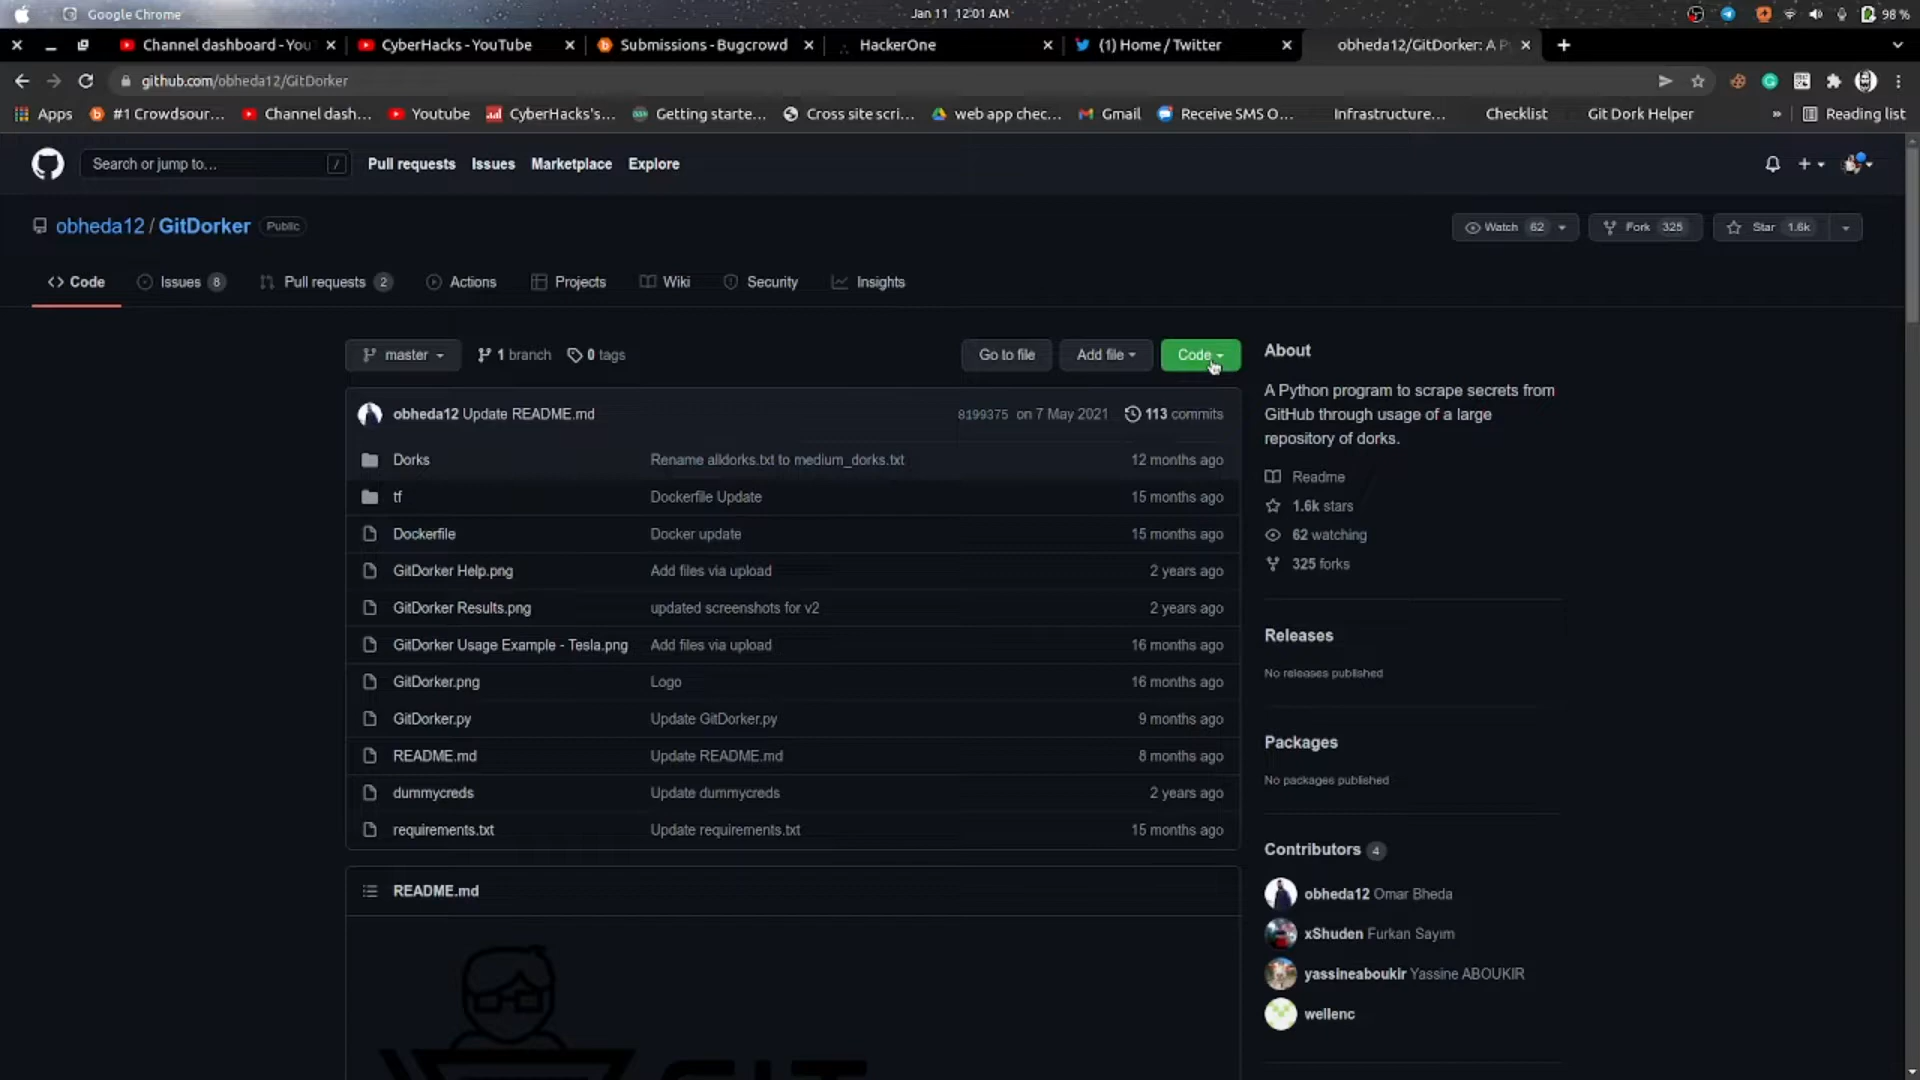 Google Chrome
Jan 11 12:01 AM
98 %
Channel dashboard - You
CyberHacks - YouTube
Submissions - Bugcrowd
HackerOne
(1) Home / Twitter
obheda12/GitDorker: A P
github.com/obheda12/GitDorker
Apps
#1 Crowdsour...
Channel dash...
Youtube
CyberHacks's...
Getting starte...
Cross site scri...
web app chec...
Gmail
Receive SMS O...
Infrastructure...
Checklist
Git Dork Helper
»
Reading list
Search or jump to...
/
Pull requests
Issues
Marketplace
Explore
obheda12 / GitDorker
Public
Watch 62
Fork 325
Star 1.6k
<> Code
Issues 8
Pull requests 2
Actions
Projects
Wiki
Security
Insights
master
1 branch
0 tags
Go to file
Add file
Code
obheda12 Update README.md
8199375 on 7 May 2021
113 commits
Dorks
Rename alldorks.txt to medium_dorks.txt
12 months ago
tf
Dockerfile Update
15 months ago
Dockerfile
Docker update
15 months ago
GitDorker Help.png
Add files via upload
2 years ago
GitDorker Results.png
updated screenshots for v2
2 years ago
GitDorker Usage Example - Tesla.png
Add files via upload
16 months ago
GitDorker.png
Logo
16 months ago
GitDorker.py
Update GitDorker.py
9 months ago
README.md
Update README.md
8 months ago
dummycreds
Update dummycreds
2 years ago
requirements.txt
Update requirements.txt
15 months ago
README.md
About
A Python program to scrape secrets from
GitHub through usage of a large
repository of dorks.
Readme
1.6k stars
62 watching
325 forks
Releases
No releases published
Packages
No packages published
Contributors 4
obheda12 Omar Bheda
xShuden Furkan Sayım
yassineaboukir Yassine ABOUKIR
wellenc